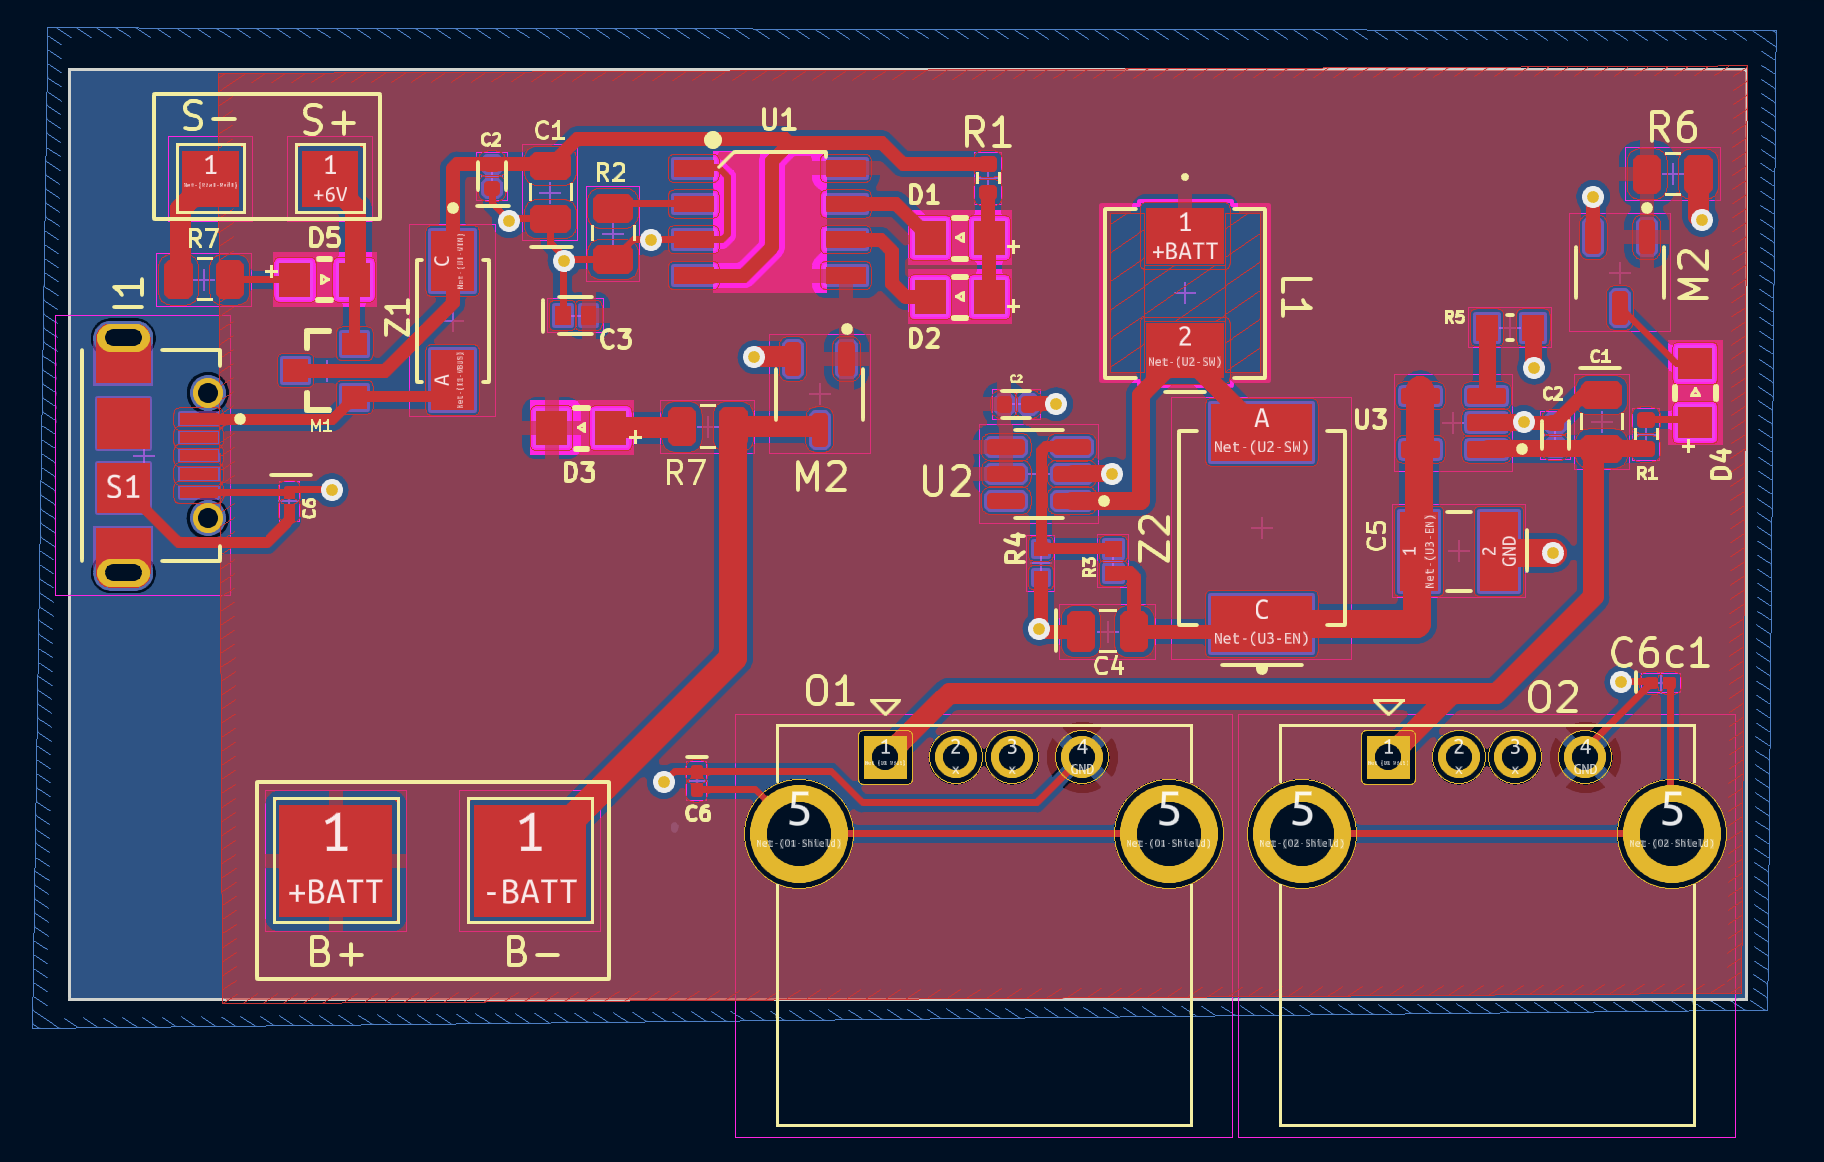 S-
S+
1
1
+6V
R7
D5
+
I1
Z1
C
A
M1
S1
C6
C2
C1
R2
C3
U1
R1
D1
+
D2
+
D3
+
R7
M2
1
+BATT
2
Net-(U2-SW)
L1
C2
U2
R4
R3
C4
Z2
A
Net-(U2-SW)
C
Net-(U3-EN)
R6
M2
R5
U3
C1
C2
R1
D4
+
C5
1
Net-(U3-EN)
2
GND
C6c1
O1
O2
1
2
x
3
x
4
GND
1
2
x
3
x
4
GND
5
Net-(O1-Shield)
5
Net-(O1-Shield)
5
Net-(O2-Shield)
5
Net-(O2-Shield)
C6
1
+BATT
1
-BATT
B+
B-